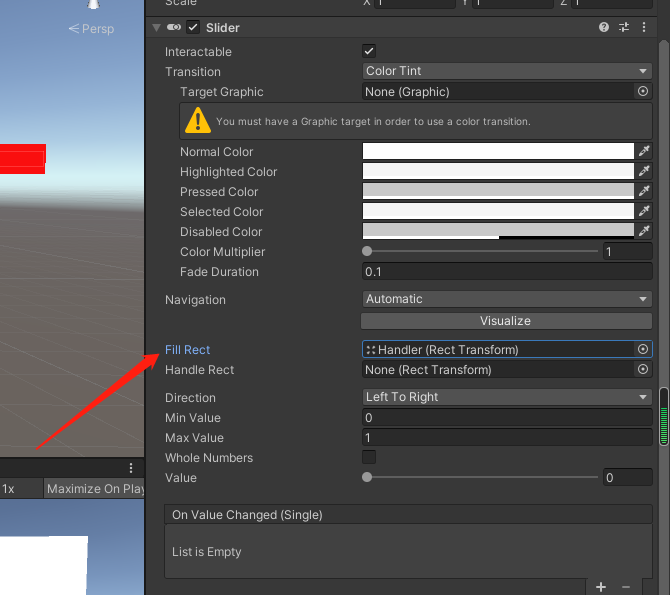 Scale X 1 Y 1 Z 1
Persp
Slider
Interactable
Transition Color Tint
Target Graphic None (Graphic)
You must have a Graphic target in order to use a color transition.
Normal Color
Highlighted Color
Pressed Color
Selected Color
Disabled Color
Color Multiplier 1
Fade Duration 0.1
Navigation Automatic
Visualize
Fill Rect Handler (Rect Transform)
Handle Rect None (Rect Transform)
Direction Left To Right
Min Value 0
Max Value 1
Whole Numbers
Value 0
1x Maximize On Play
On Value Changed (Single)
List is Empty